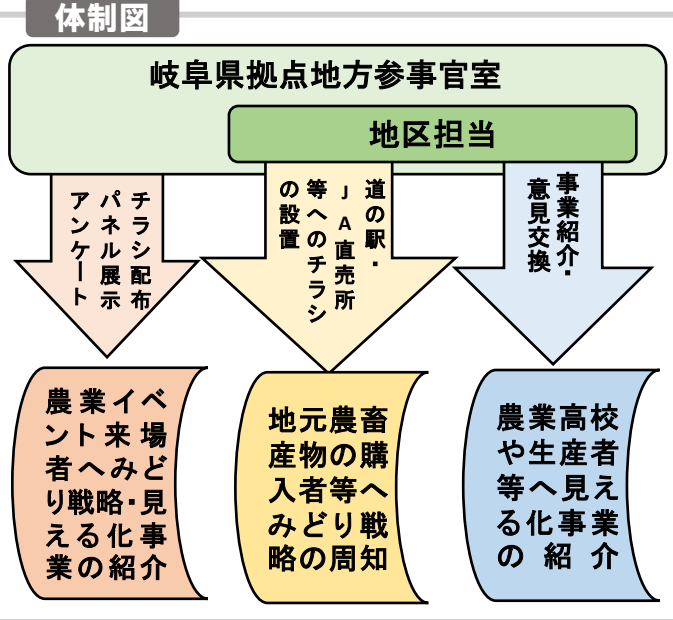 体制図
岐阜県拠点地方参事官室
地区担当
チラシ配布
パネル展示
アンケート
道の駅・
JA直売所
等へのチラシ
の設置
事業紹介・
意見交換
農業イベ
ント来場
者へみど
り戦略・見
える化事
業の紹介
地元農畜
産物の購
入者等へ
みどり戦
略の周知
農業高校
や生産者
等へ見え
る化事業
の紹介